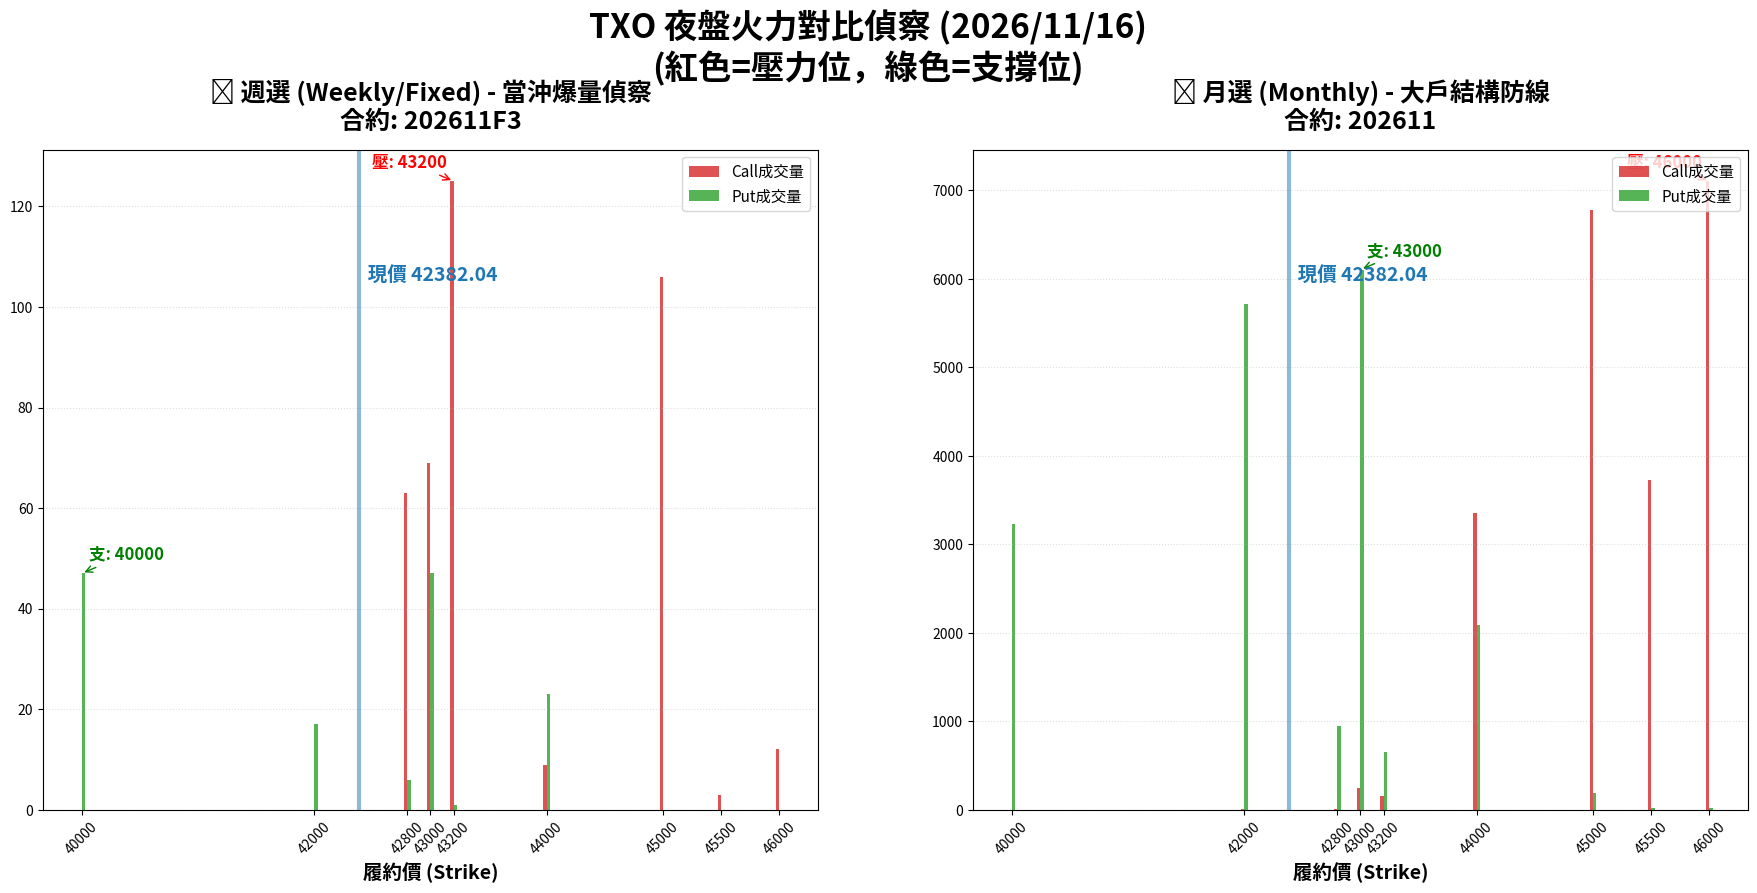 TXO 夜盤火力對比偵察 (2026/11/16)
(紅色=壓力位，綠色=支撐位)
週選 (Weekly/Fixed) - 當沖爆量偵察
合約: 202611F3
壓: 43200
現價 42382.04
支: 40000
Call成交量
Put成交量
120
100
80
60
40
20
0
40000
42000
42800
43000
43200
44000
45000
45500
46000
履約價 (Strike)
月選 (Monthly) - 大戶結構防線
合約: 202611
壓: 46000
支: 43000
現價 42382.04
Call成交量
Put成交量
7000
6000
5000
4000
3000
2000
1000
0
40000
42000
42800
43000
43200
44000
45000
45500
46000
履約價 (Strike)